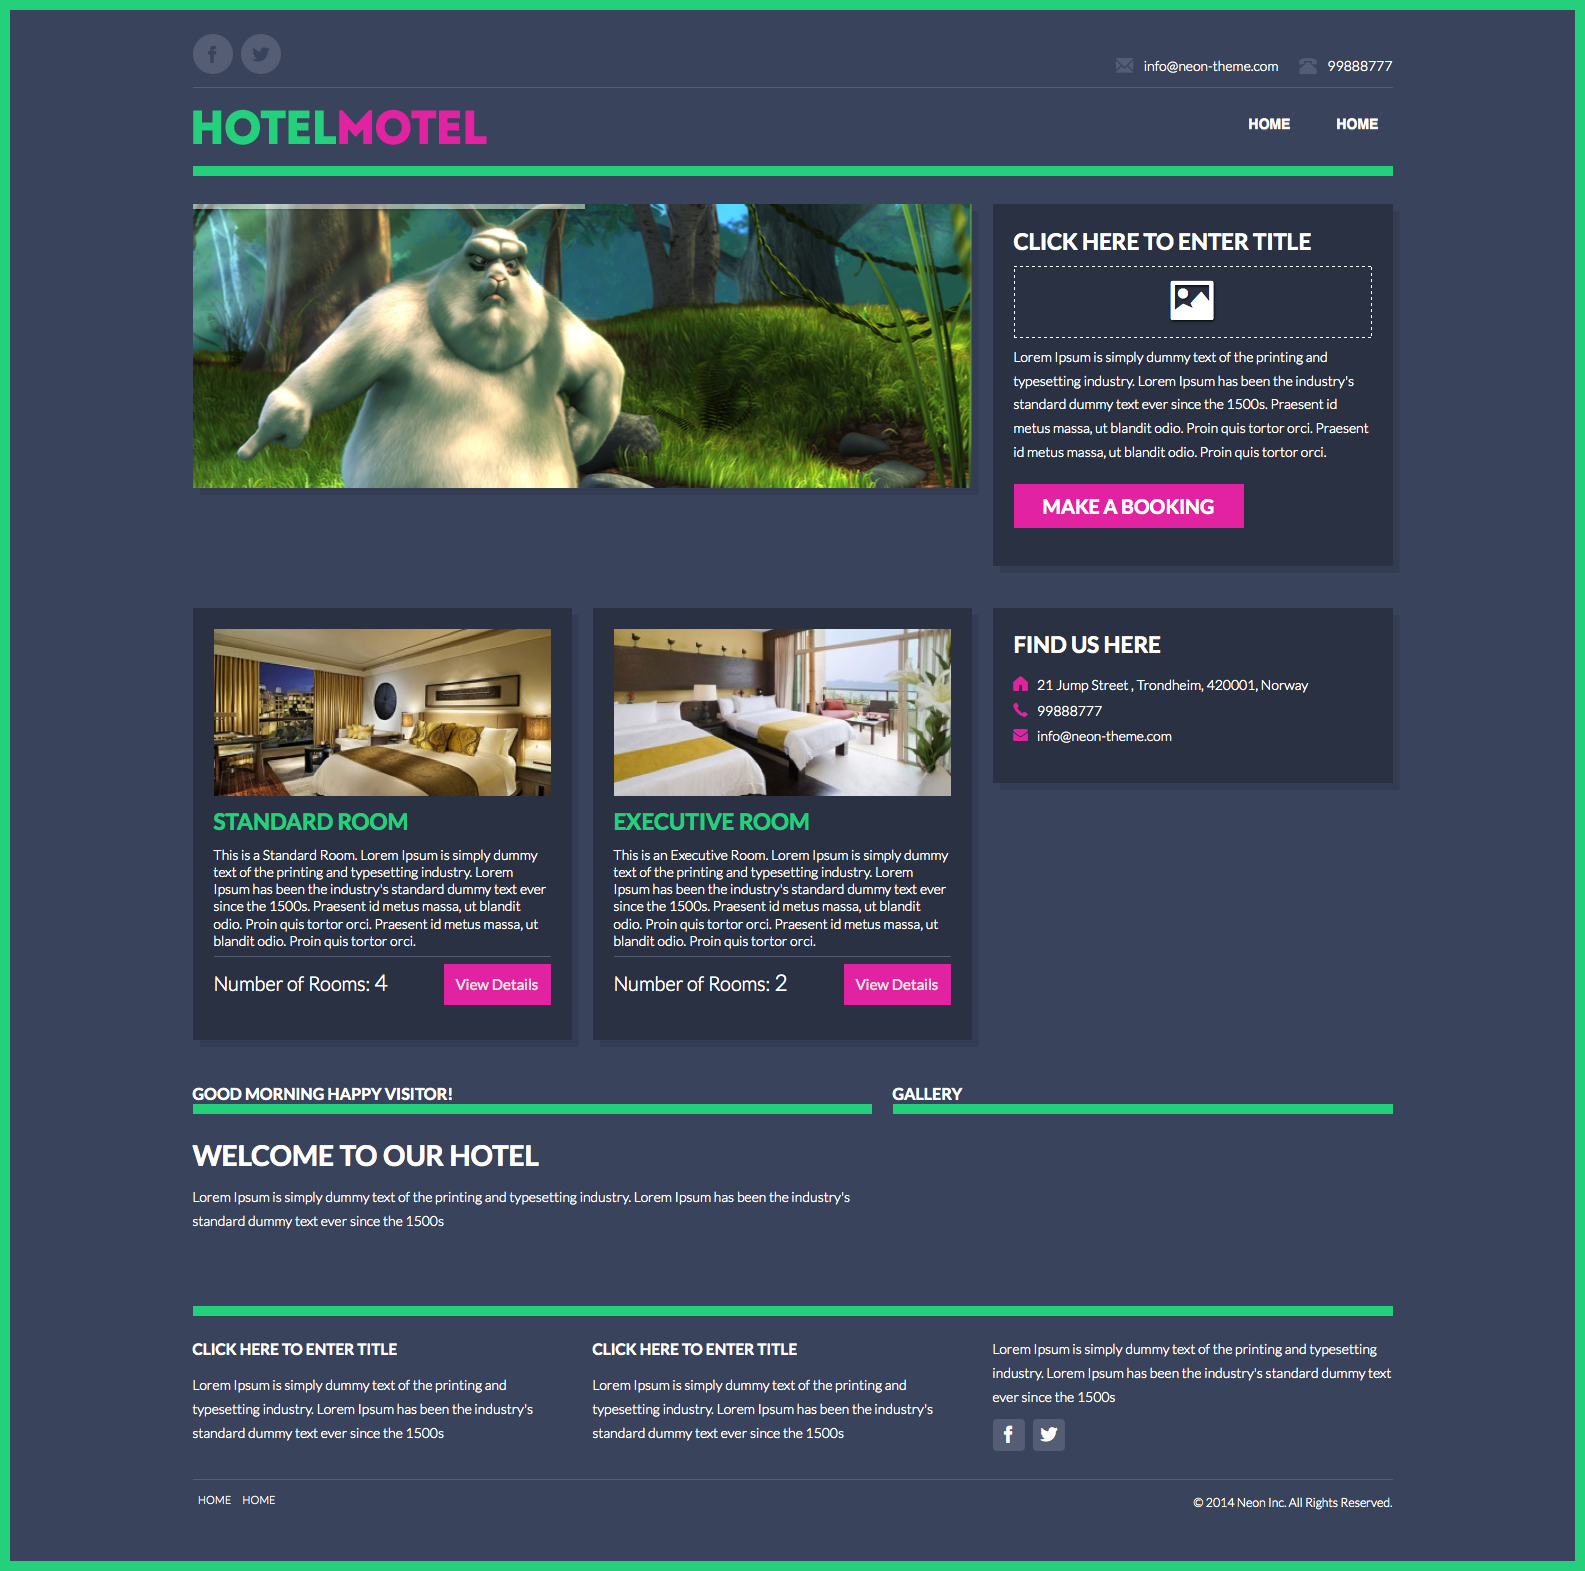 info@neon-theme.com 99888777
HOTELMOTEL
HOME HOME
CLICK HERE TO ENTER TITLE
Lorem Ipsum is simply dummy text of the printing and
typesetting industry. Lorem Ipsum has been the industry's
standard dummy text ever since the 1500s. Praesent id
metus massa, ut blandit odio. Proin quis tortor orci. Praesent
id metus massa, ut blandit odio. Proin quis tortor orci.
MAKE A BOOKING
STANDARD ROOM
This is a Standard Room. Lorem Ipsum is simply dummy
text of the printing and typesetting industry. Lorem
Ipsum has been the industry's standard dummy text ever
since the 1500s. Praesent id metus massa, ut blandit
odio. Proin quis tortor orci. Praesent id metus massa, ut
blandit odio. Proin quis tortor orci.
Number of Rooms: 4
View Details
EXECUTIVE ROOM
This is an Executive Room. Lorem Ipsum is simply dummy
text of the printing and typesetting industry. Lorem
Ipsum has been the industry's standard dummy text ever
since the 1500s. Praesent id metus massa, ut blandit
odio. Proin quis tortor orci. Praesent id metus massa, ut
blandit odio. Proin quis tortor orci.
Number of Rooms: 2
View Details
FIND US HERE
21 Jump Street , Trondheim, 420001, Norway
99888777
info@neon-theme.com
GOOD MORNING HAPPY VISITOR!
WELCOME TO OUR HOTEL
Lorem Ipsum is simply dummy text of the printing and typesetting industry. Lorem Ipsum has been the industry's
standard dummy text ever since the 1500s
GALLERY
CLICK HERE TO ENTER TITLE
Lorem Ipsum is simply dummy text of the printing and
typesetting industry. Lorem Ipsum has been the industry's
standard dummy text ever since the 1500s
CLICK HERE TO ENTER TITLE
Lorem Ipsum is simply dummy text of the printing and
typesetting industry. Lorem Ipsum has been the industry's
standard dummy text ever since the 1500s
Lorem Ipsum is simply dummy text of the printing and typesetting
industry. Lorem Ipsum has been the industry's standard dummy text
ever since the 1500s
HOME HOME
© 2014 Neon Inc. All Rights Reserved.